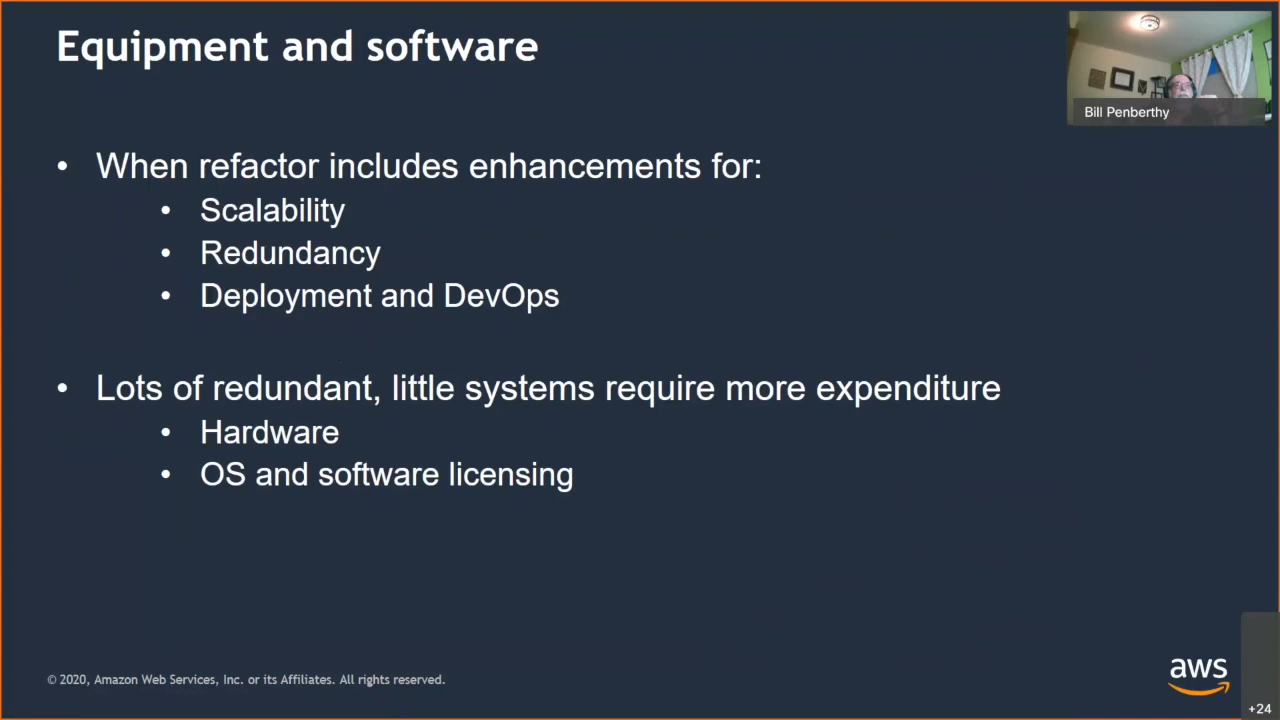 Equipment and software
Bill Penberthy
• When refactor includes enhancements for:
• Scalability
• Redundancy
• Deployment and DevOps
• Lots of redundant, little systems require more expenditure
• Hardware
• OS and software licensing
© 2020, Amazon Web Services, Inc. or its Affiliates. All rights reserved.
aws
+24